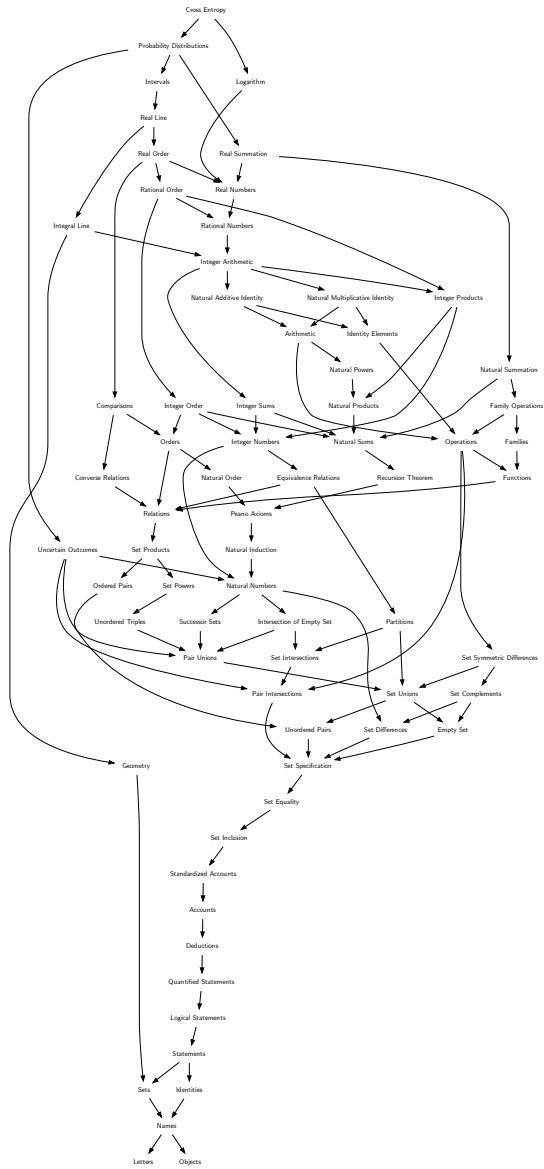 Cross Entropy
Probability Distributions
Intervals
Logarithm
Real Line
Real Order
Real Summation
Rational Order
Real Numbers
Integral Line
Rational Numbers
Integer Arithmetic
Natural Additive Identity
Natural Multiplicative Identity
Integer Products
Arithmetic
Identity Elements
Natural Powers
Natural Summation
Comparisons
Integer Order
Integer Sums
Natural Products
Family Operations
Orders
Integer Numbers
Natural Sums
Operations
Families
Converse Relations
Natural Order
Equivalence Relations
Recursion Theorem
Functions
Relations
Peano Axioms
Uncertain Outcomes
Set Products
Natural Induction
Ordered Pairs
Set Powers
Natural Numbers
Unordered Triples
Successor Sets
Intersection of Empty Set
Partitions
Pair Unions
Set Intersections
Set Symmetric Differences
Pair Intersections
Set Unions
Set Complements
Unordered Pairs
Set Differences
Empty Set
Geometry
Set Specification
Set Equality
Set Inclusion
Standardized Accounts
Accounts
Deductions
Quantified Statements
Logical Statements
Statements
Sets
Identities
Names
Letters
Objects